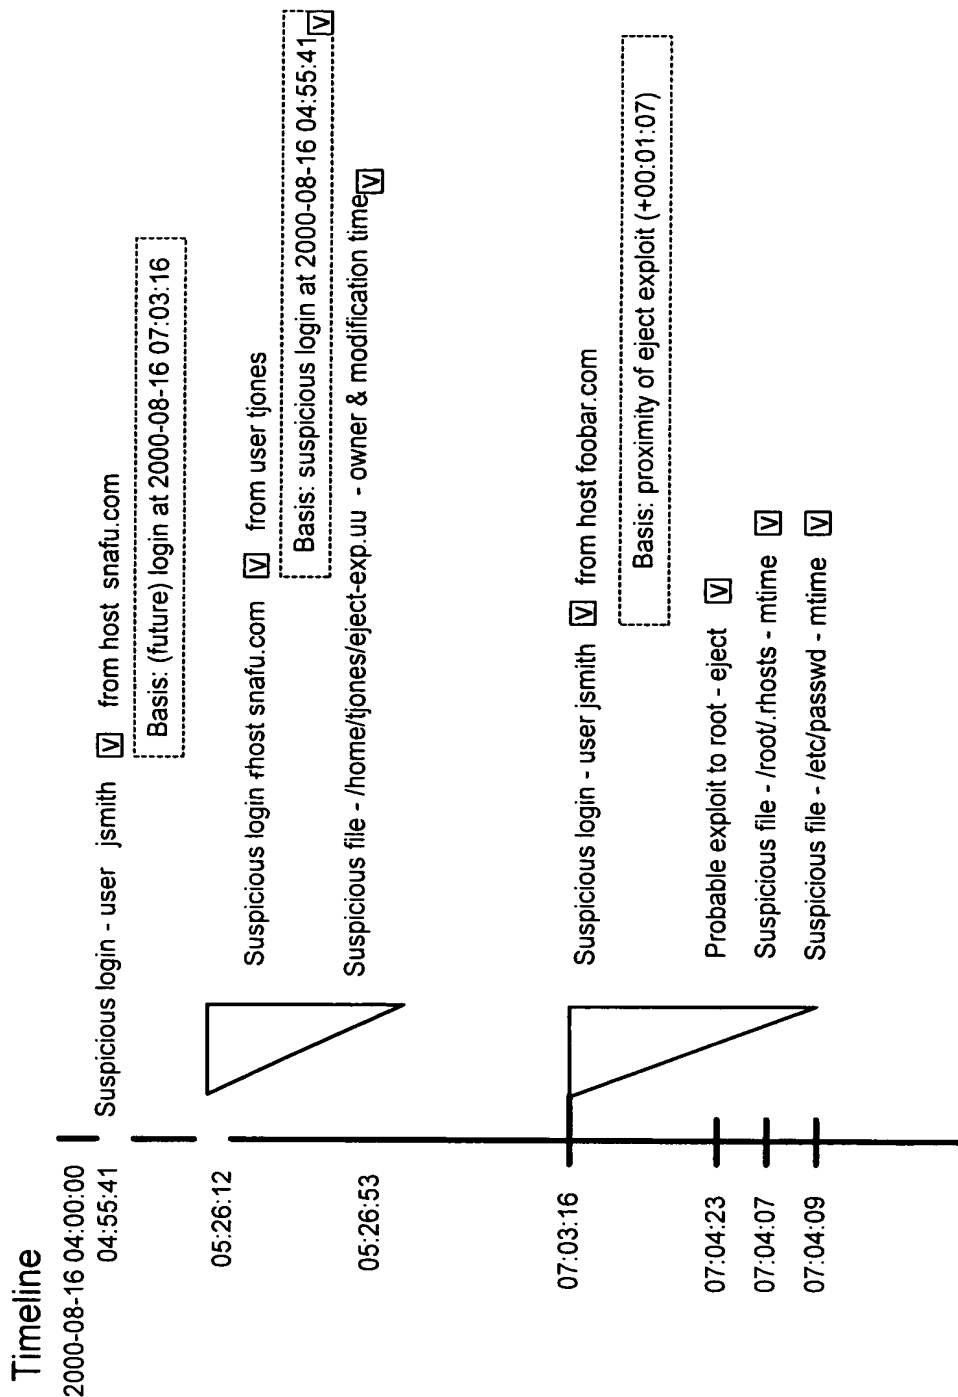 Timeline
2000-08-16 04:00:00
04:55:41 Suspicious login - user jsmith V from host snafu.com
Basis: (future) login at 2000-08-16 07:03:16
05:26:12 Suspicious login rhost snafu.com V from user tjones
Basis: suspicious login at 2000-08-16 04:55:41 V
05:26:53 Suspicious file - /home/tjones/eject-exp.uu - owner & modification time V
07:03:16 Suspicious login - user jsmith V from host foobar.com
Basis: proximity of eject exploit (+00:01:07)
07:04:23 Probable exploit to root - eject V
07:04:07 Suspicious file - /root/.rhosts - mtime V
07:04:09 Suspicious file - /etc/passwd - mtime V